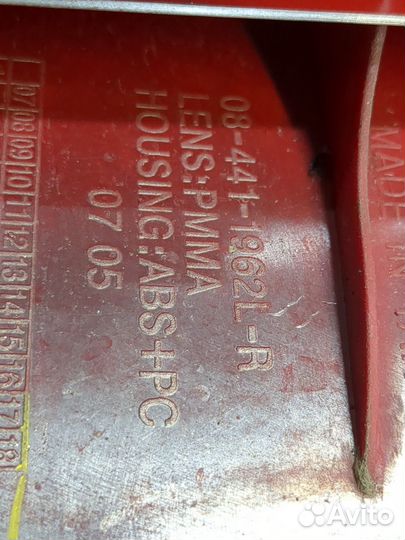 08-441-1962L-R
LENS:PMMA
HOUSING:ABS+PC
07 05
07 08 09 10 11 12 13 14 15 16 17 18
MADE IN
Avito